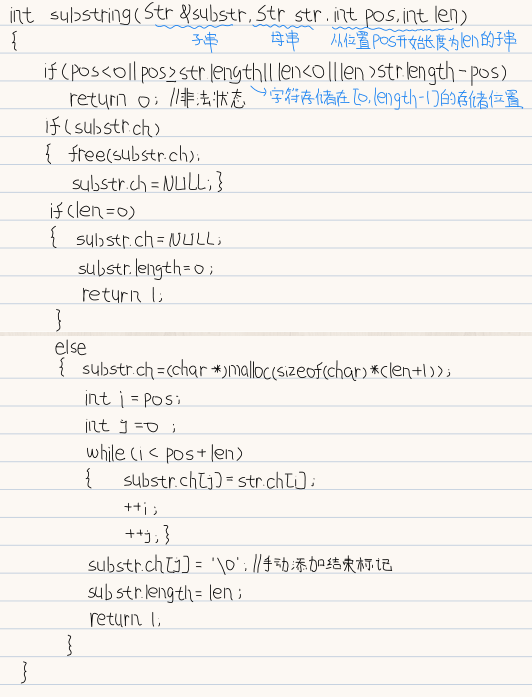 int substring(Str &substr, Str str, int pos, int len)
{ 子串 母串 从位置pos开始长度为len的子串
if(pos<0||pos≥strlength||len<0||len>str.length-pos)
return 0; //非法状态 →字符存储在[0,length-1]的存储位置
if(substr.ch)
{ free(substr.ch);
substr.ch=NULL;}
if(len=0)
{ substr.ch=NULL;
substr.length=0;
return 1;
}
else
{ substr.ch=(char *)malloc(sizeof(char)*(len+1));
int i=pos;
int j=0 ;
while(i < pos+len)
{ substr.ch[j]=str.ch[i];
++i ;
++j;}
substr.ch[j]= '\0'; //手动添加结束标记
substr.length=len;
return 1;
}
}